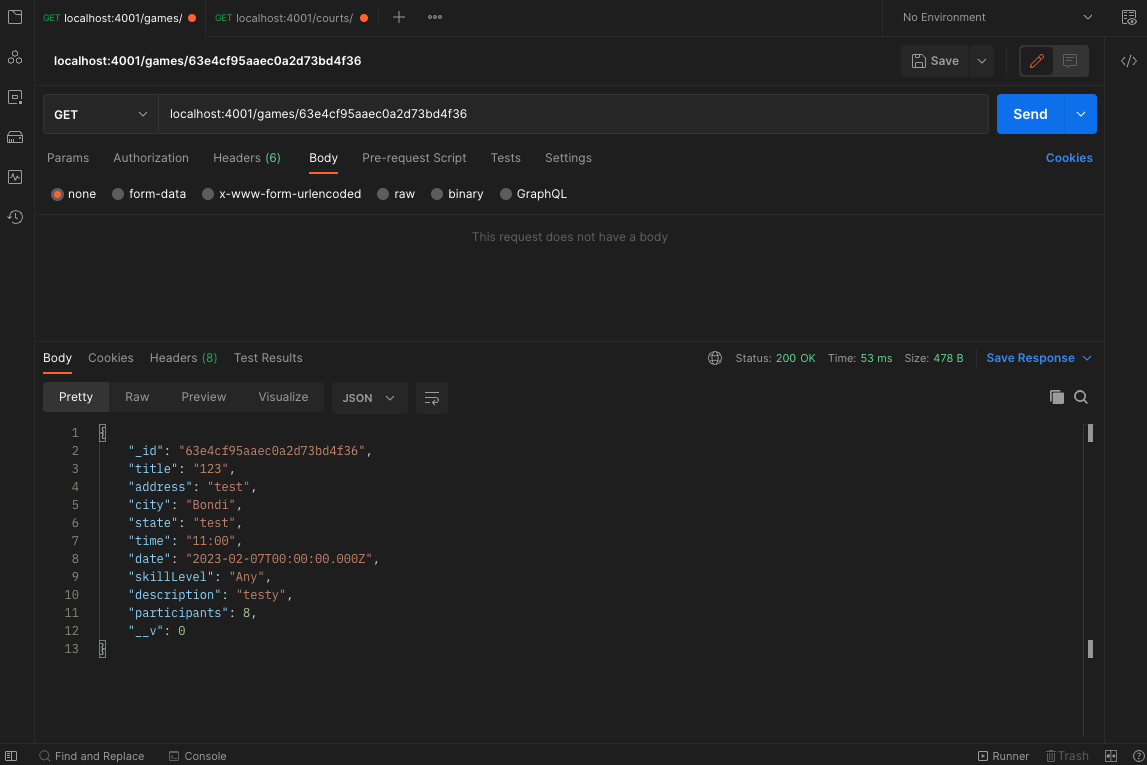 GET localhost:4001/games/ GET localhost:4001/courts/ No Environment
localhost:4001/games/63e4cf95aaec0a2d73bd4f36 Save
GET localhost:4001/games/63e4cf95aaec0a2d73bd4f36 Send
Params Authorization Headers (6) Body Pre-request Script Tests Settings Cookies
none form-data x-www-form-urlencoded raw binary GraphQL
This request does not have a body
Body Cookies Headers (8) Test Results Status: 200 OK Time: 53 ms Size: 478 B Save Response
Pretty Raw Preview Visualize JSON
1 {
2 "_id": "63e4cf95aaec0a2d73bd4f36",
3 "title": "123",
4 "address": "test",
5 "city": "Bondi",
6 "state": "test",
7 "time": "11:00",
8 "date": "2023-02-07T00:00:00.000Z",
9 "skillLevel": "Any",
10 "description": "testy",
11 "participants": 8,
12 "__v": 0
13 }
Find and Replace Console Runner Trash